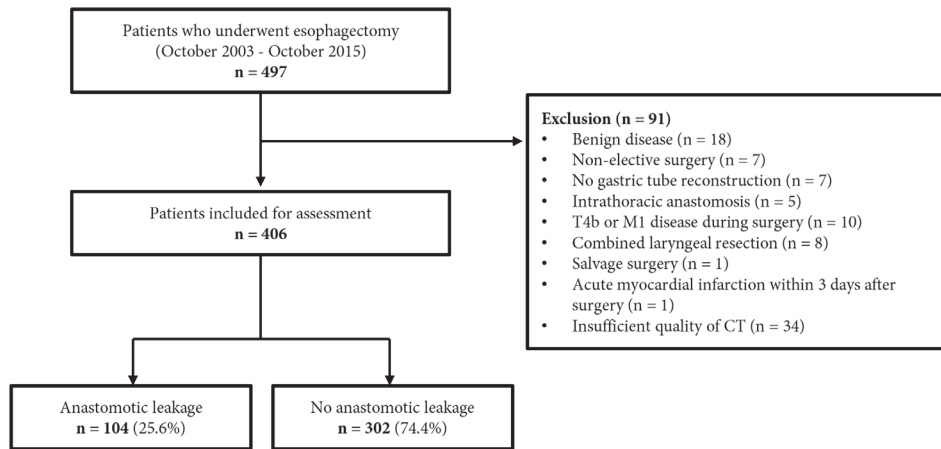 Patients who underwent esophagectomy
(October 2003 - October 2015)
n = 497
Exclusion (n = 91)
• Benign disease (n = 18)
• Non-elective surgery (n = 7)
• No gastric tube reconstruction (n = 7)
• Intrathoracic anastomosis (n = 5)
• T4b or M1 disease during surgery (n = 10)
• Combined laryngeal resection (n = 8)
• Salvage surgery (n = 1)
• Acute myocardial infarction within 3 days after
surgery (n = 1)
• Insufficient quality of CT (n = 34)
Patients included for assessment
n = 406
Anastomotic leakage
n = 104 (25.6%)
No anastomotic leakage
n = 302 (74.4%)